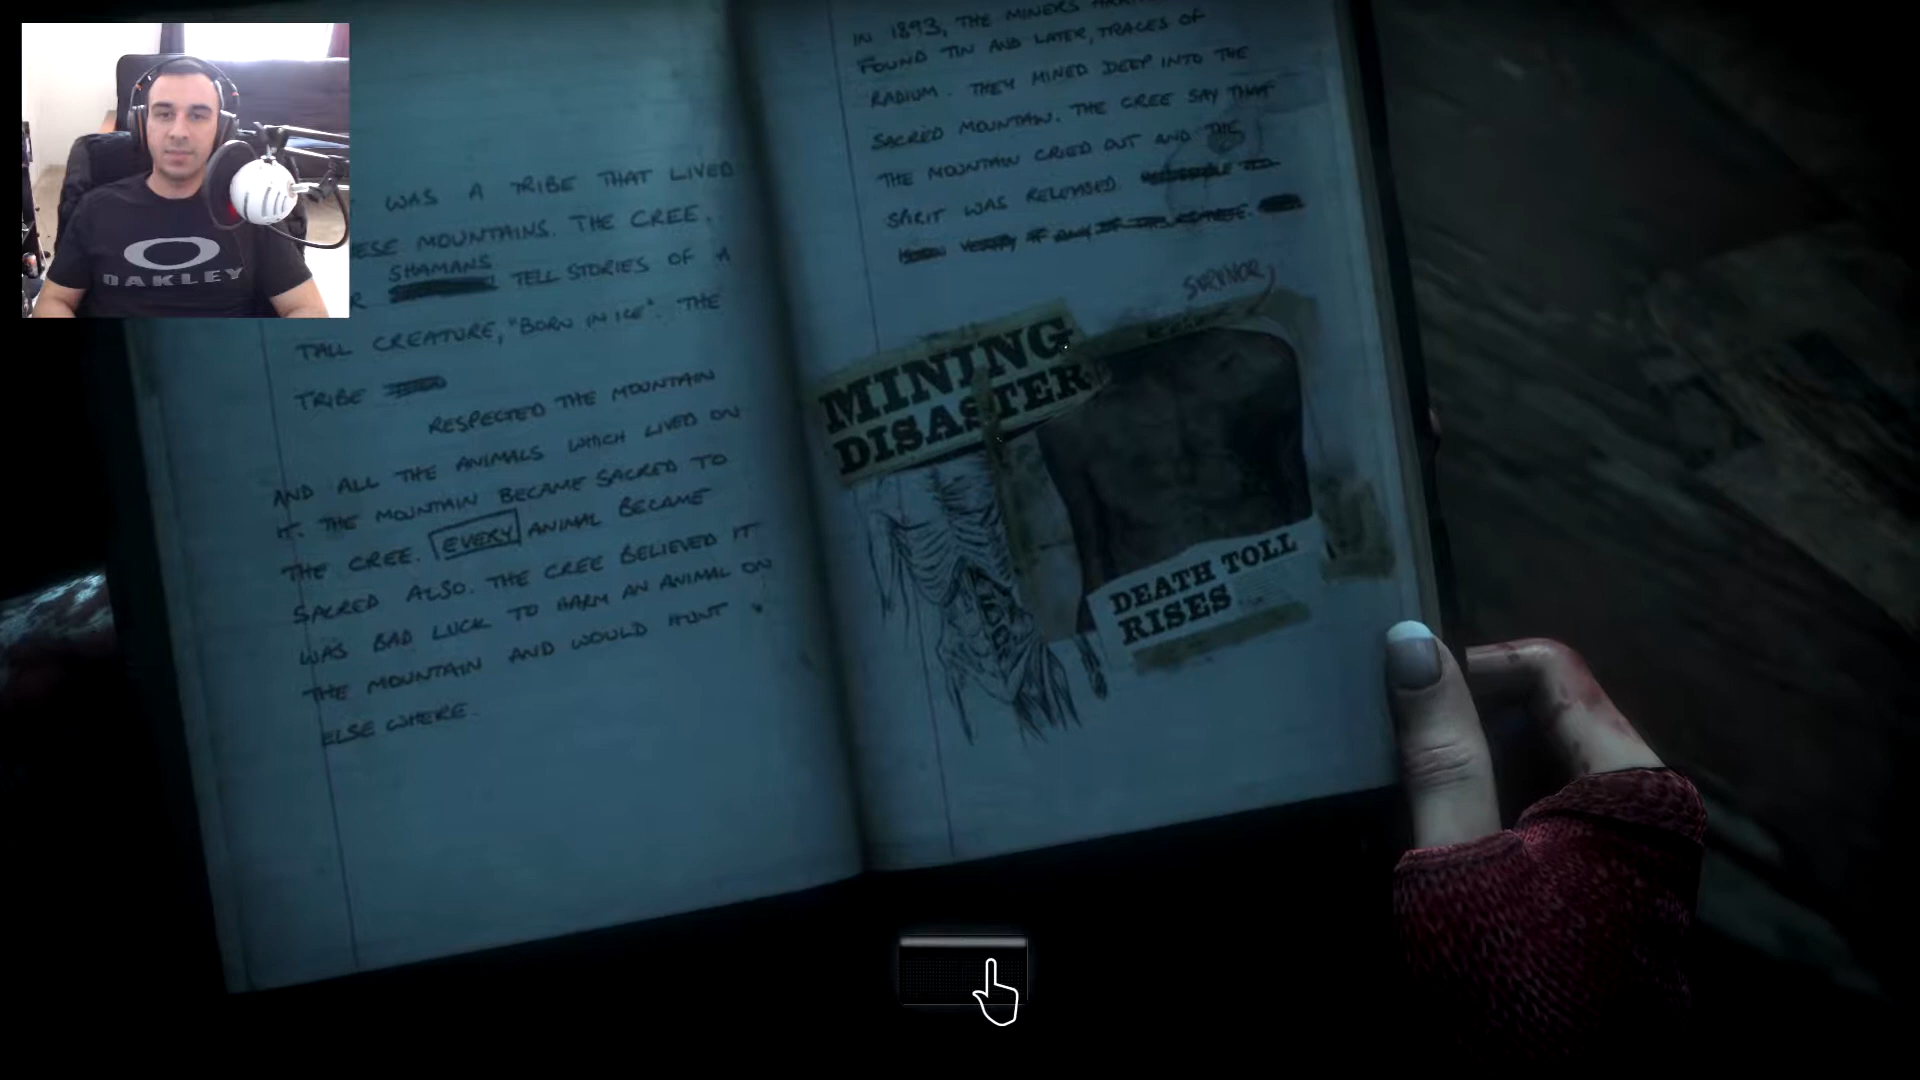 OAKLEY
WAS A TRIBE THAT LIVED
ESE MOUNTAINS. THE CREE.
SHAMANS
R TELL STORIES OF A
TALL CREATURE, "BORN IN ICE". THE
TRIBE
RESPECTED THE MOUNTAIN
AND ALL THE ANIMALS WHICH LIVED ON
IT. THE MOUNTAIN BECAME SACRED TO
THE CREE. EVERY ANIMAL BECAME
SACRED ALSO. THE CREE BELIEVED IT
WAS BAD LUCK TO HARM AN ANIMAL ON
THE MOUNTAIN AND WOULD HUNT
ELSE WHERE.
IN 1893, THE MINERS
FOUND TIN AND LATER, TRACES OF
RADIUM. THEY MINED DEEP INTO THE
SACRED MOUNTAIN. THE CREE SAY THAT
THE MOUNTAIN CRIED OUT AND THE
SPIRIT WAS RELEASED.
SURVIVOR
MINING
DISASTER
DEATH TOLL
RISES